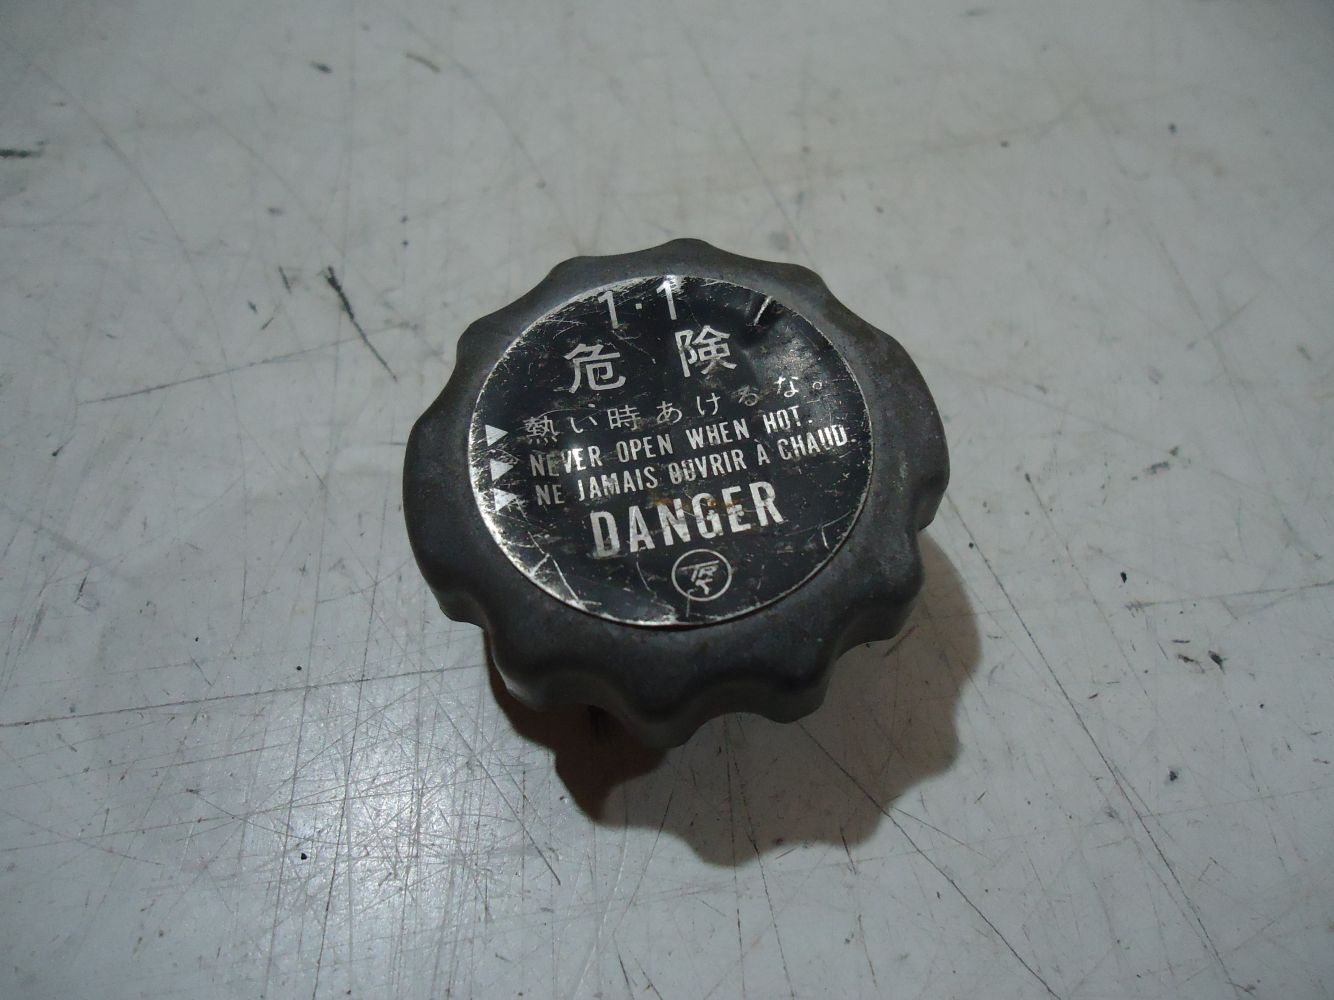 1·1
危険
熱い時あけるな。
NEVER OPEN WHEN HOT.
NE JAMAIS OUVRIR À CHAUD.
DANGER
TRS